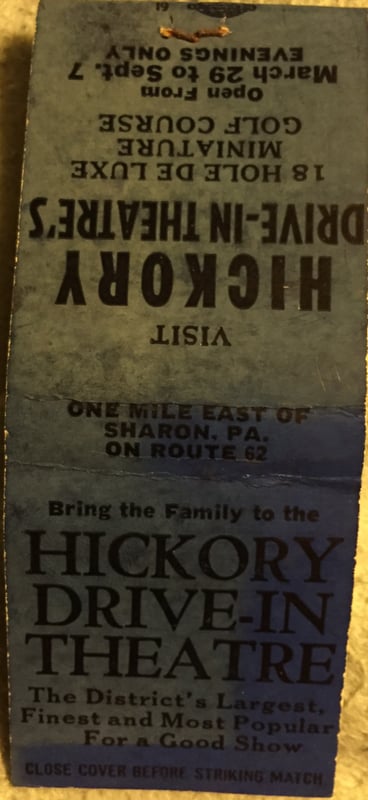 VISIT
HICKORY
DRIVE-IN THEATRE'S
18 HOLE DE LUXE
MINIATURE
GOLF COURSE
Open From
March 29 to Sept. 7
EVENINGS ONLY
ONE MILE EAST OF
SHARON, PA.
ON ROUTE 62
Bring the Family to the
HICKORY
DRIVE-IN
THEATRE
The District's Largest,
Finest and Most Popular
For a Good Show
CLOSE COVER BEFORE STRIKING MATCH